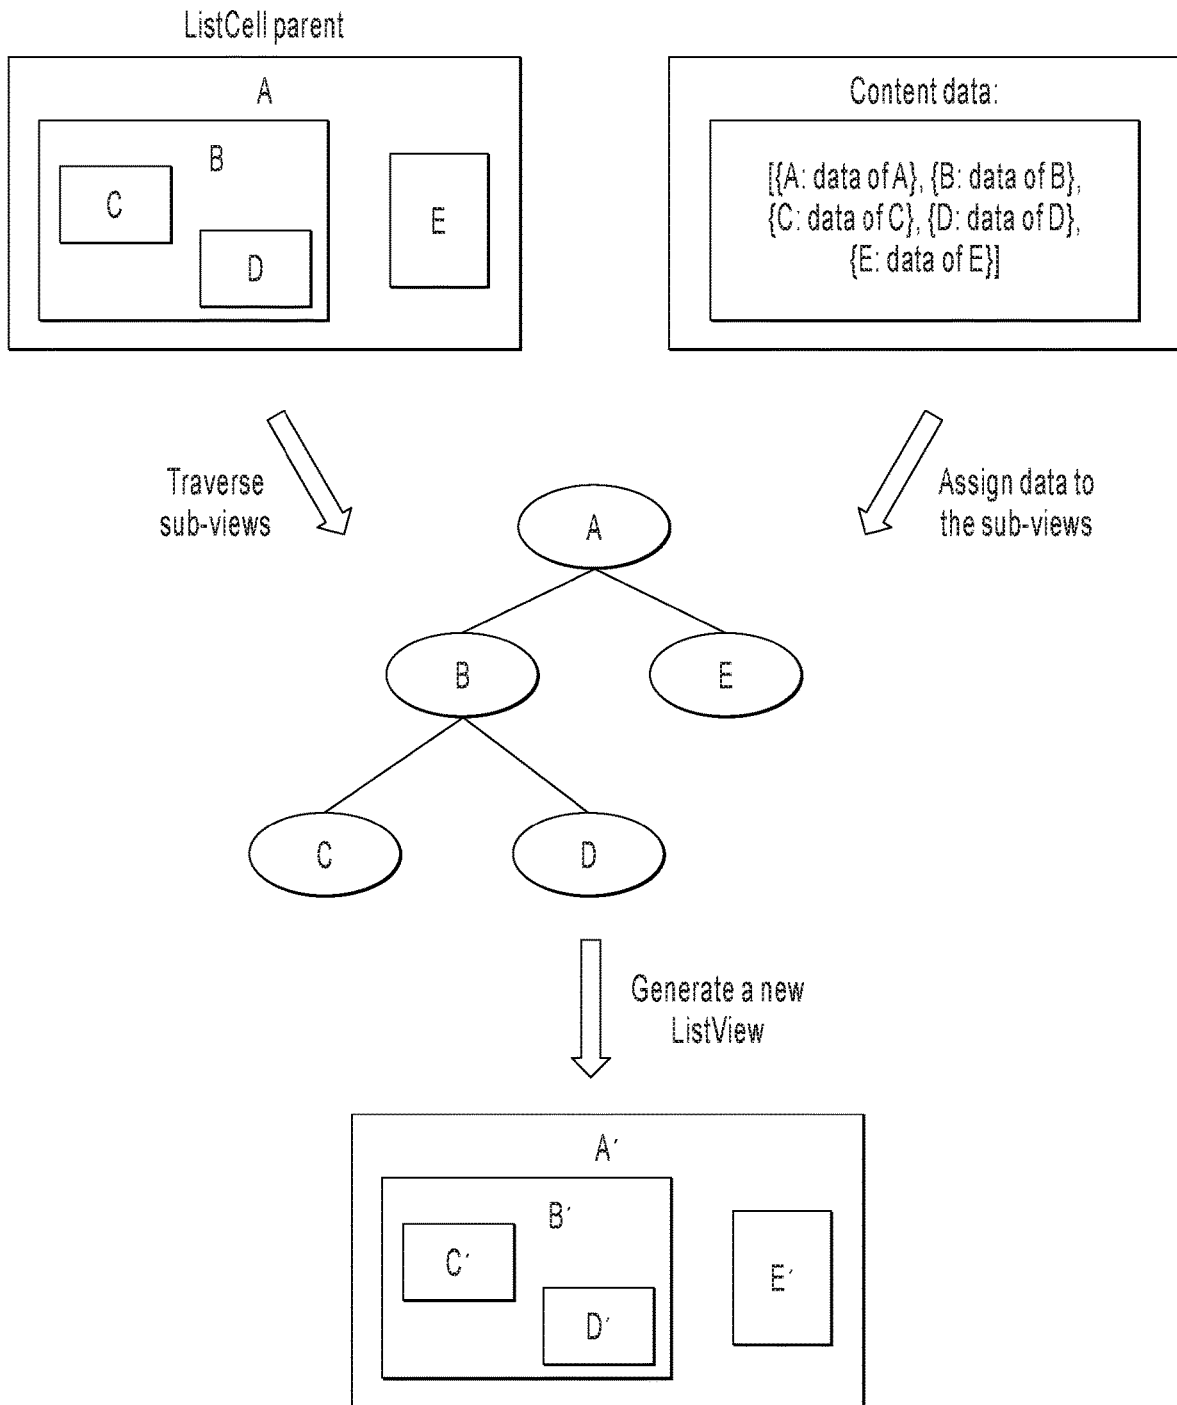 ListCell parent
A
B
C
D
E
Content data:
[{A: data of A}, {B: data of B},
{C: data of C}, {D: data of D},
{E: data of E}]
Traverse
sub-views
Assign data to
the sub-views
A
B
E
C
D
Generate a new
ListView
A´
B´
C´
D´
E´